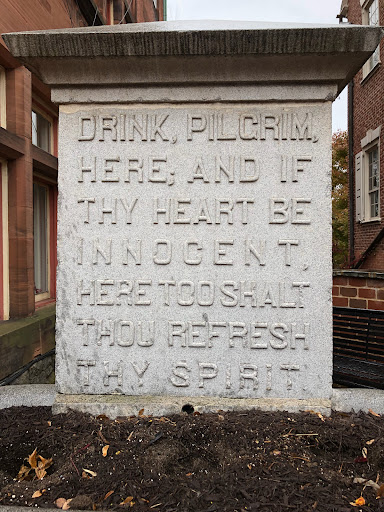 DRINK, PILGRIM,
HERE; AND IF
THY HEART BE
INNOCENT,
HERE TOO SHALT
THOU REFRESH
THY SPIRIT.